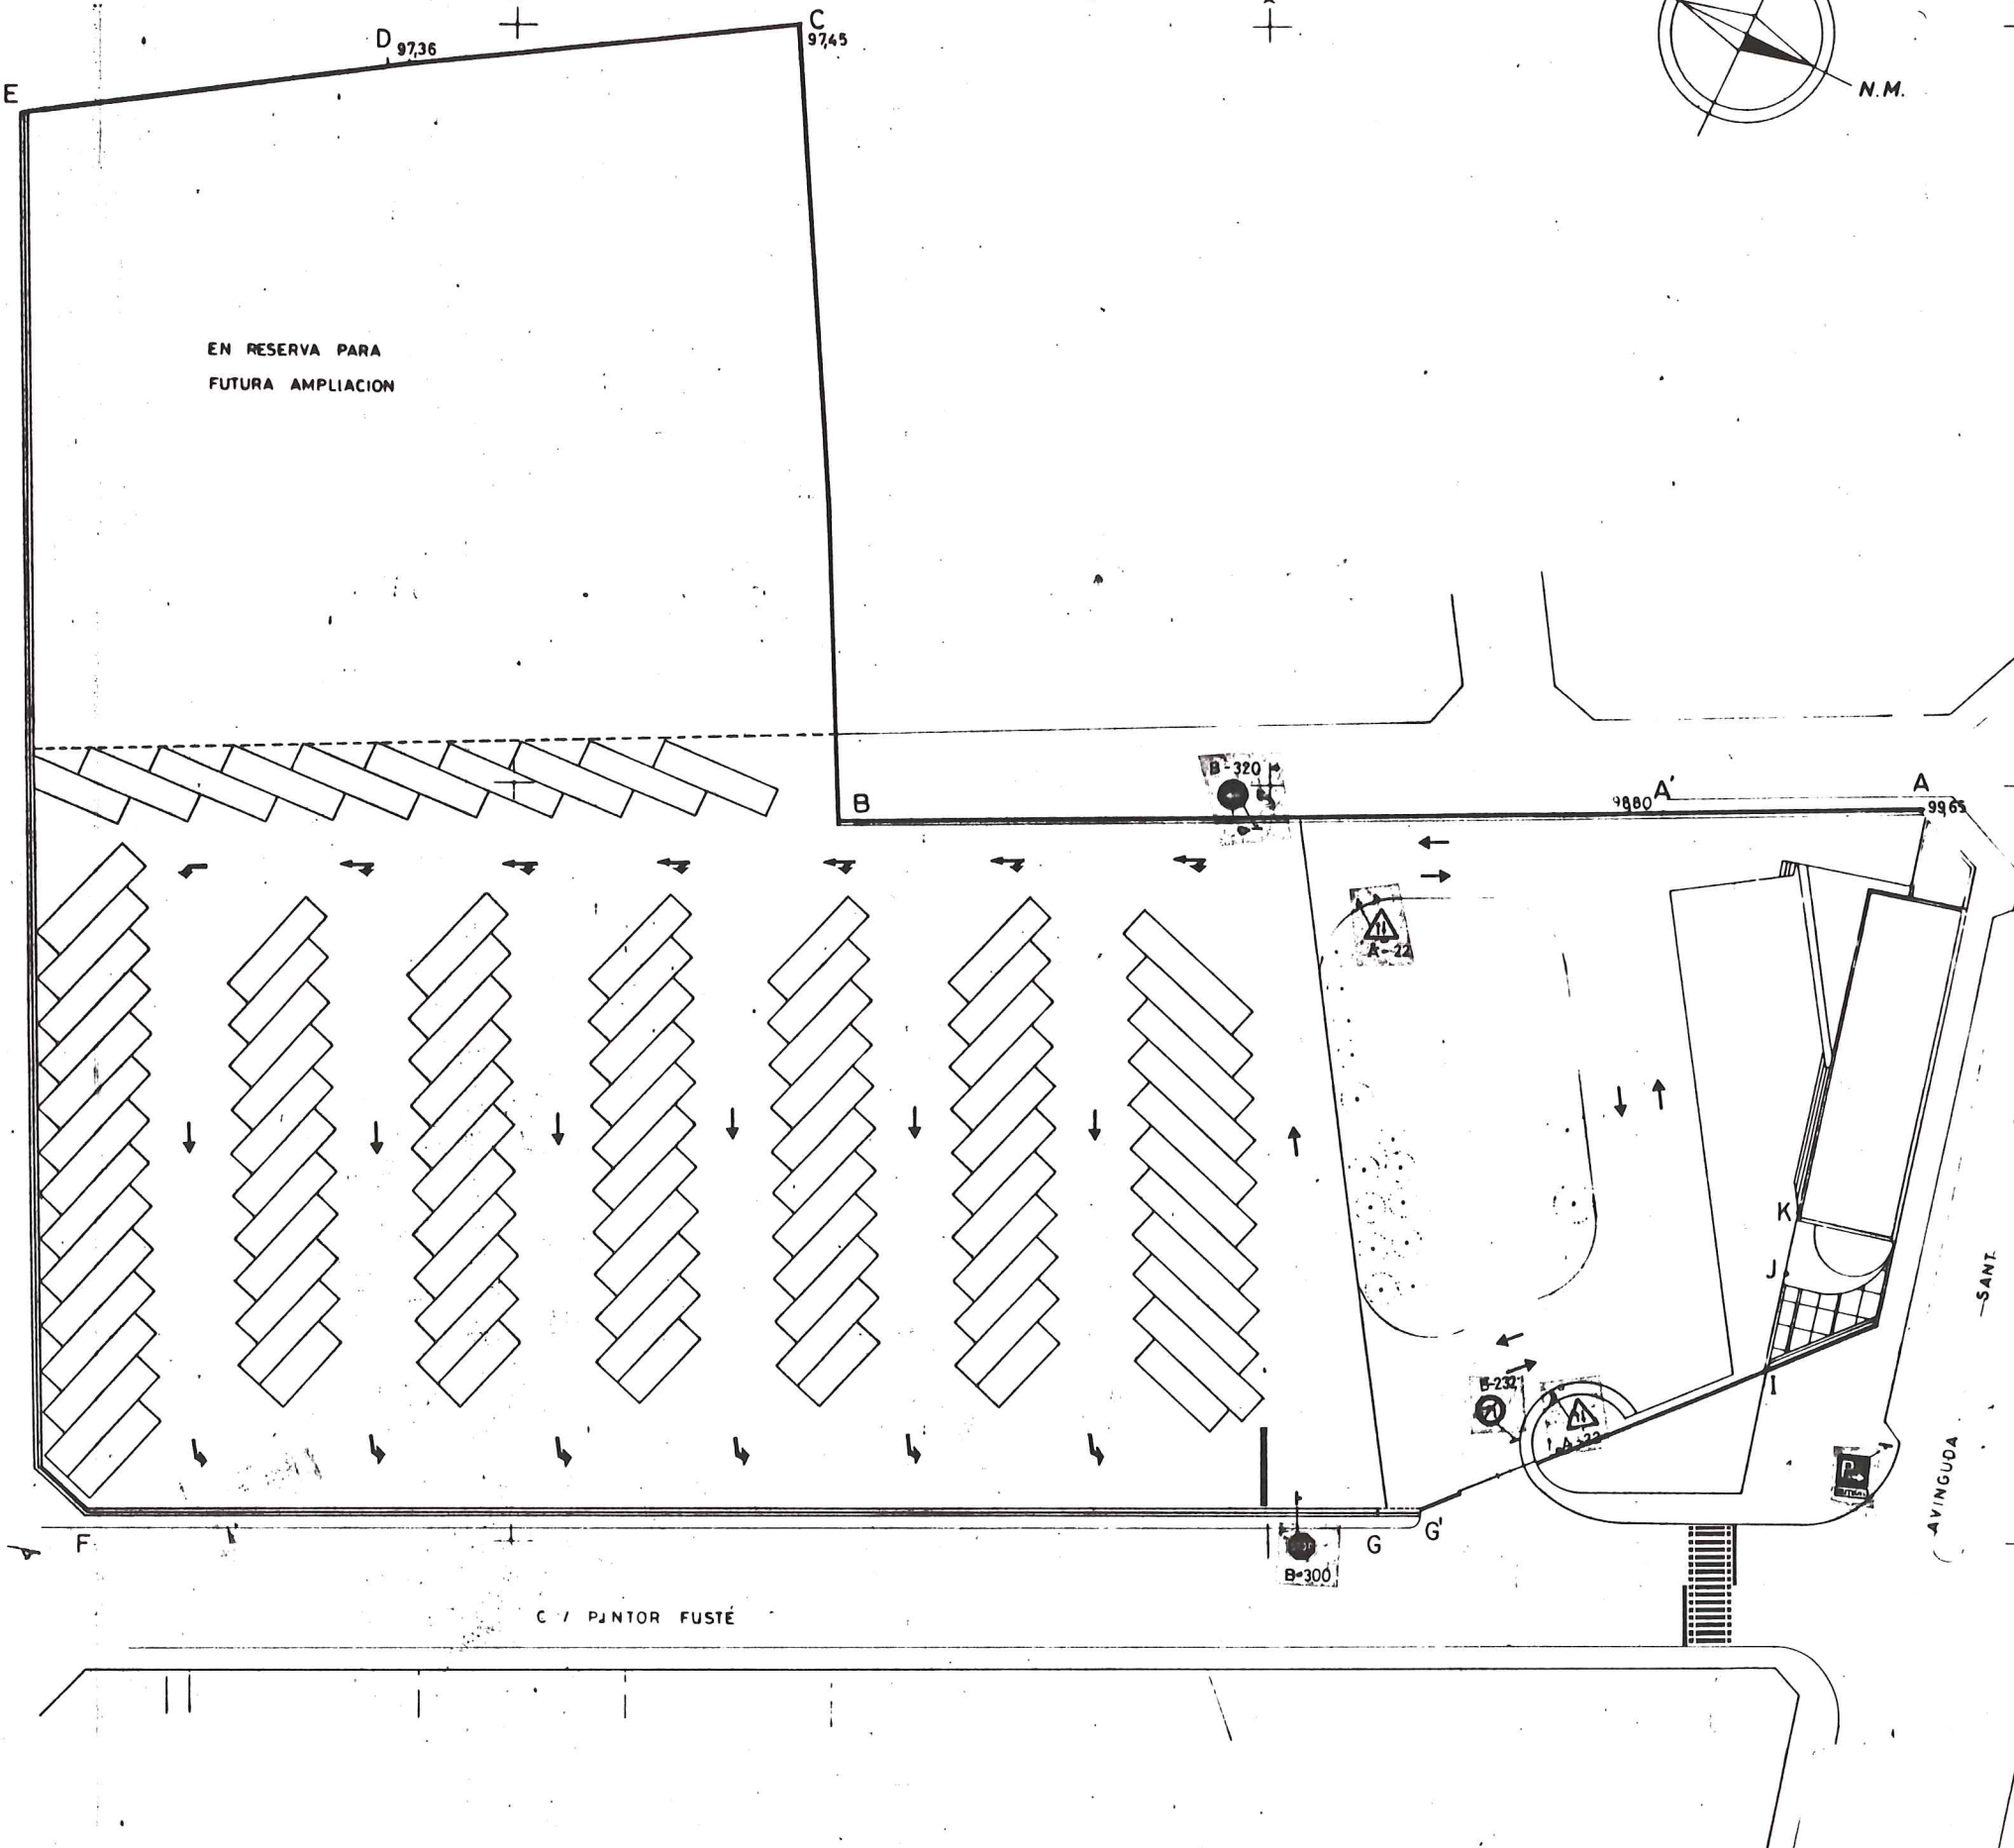 C
97,45
D 97,36
E
N.M.
EN RESERVA PARA
FUTURA AMPLIACION
B-320
B
98,80 A'
A
99,65
A-22
K
J
I
B-232
A-22
P
SANT
AVINGUDA
F
G
G'
B-300
C / PINTOR FUSTÉ